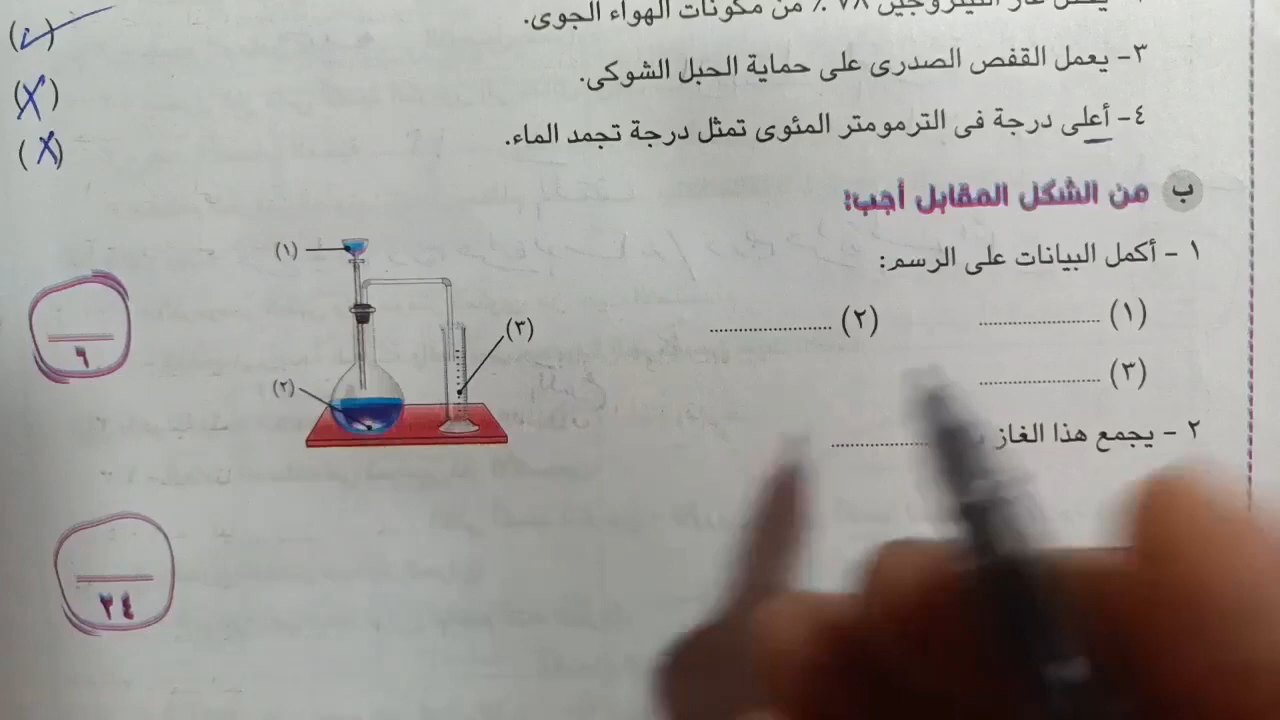 ٧٨ ٪ من مكونات الهواء الجوى. (✓)
٣- يعمل القفص الصدرى على حماية الحبل الشوكى. (X)
٤- أعلى درجة فى الترمومتر المئوى تمثل درجة تجمد الماء. (X)
ب من الشكل المقابل أجب:
١ - أكمل البيانات على الرسم:
(١) .................... (٢) ....................
(٣) ....................
٢ - يجمع هذا الغاز ....................
(١)
(٢)
(٣)
٦
٢٤